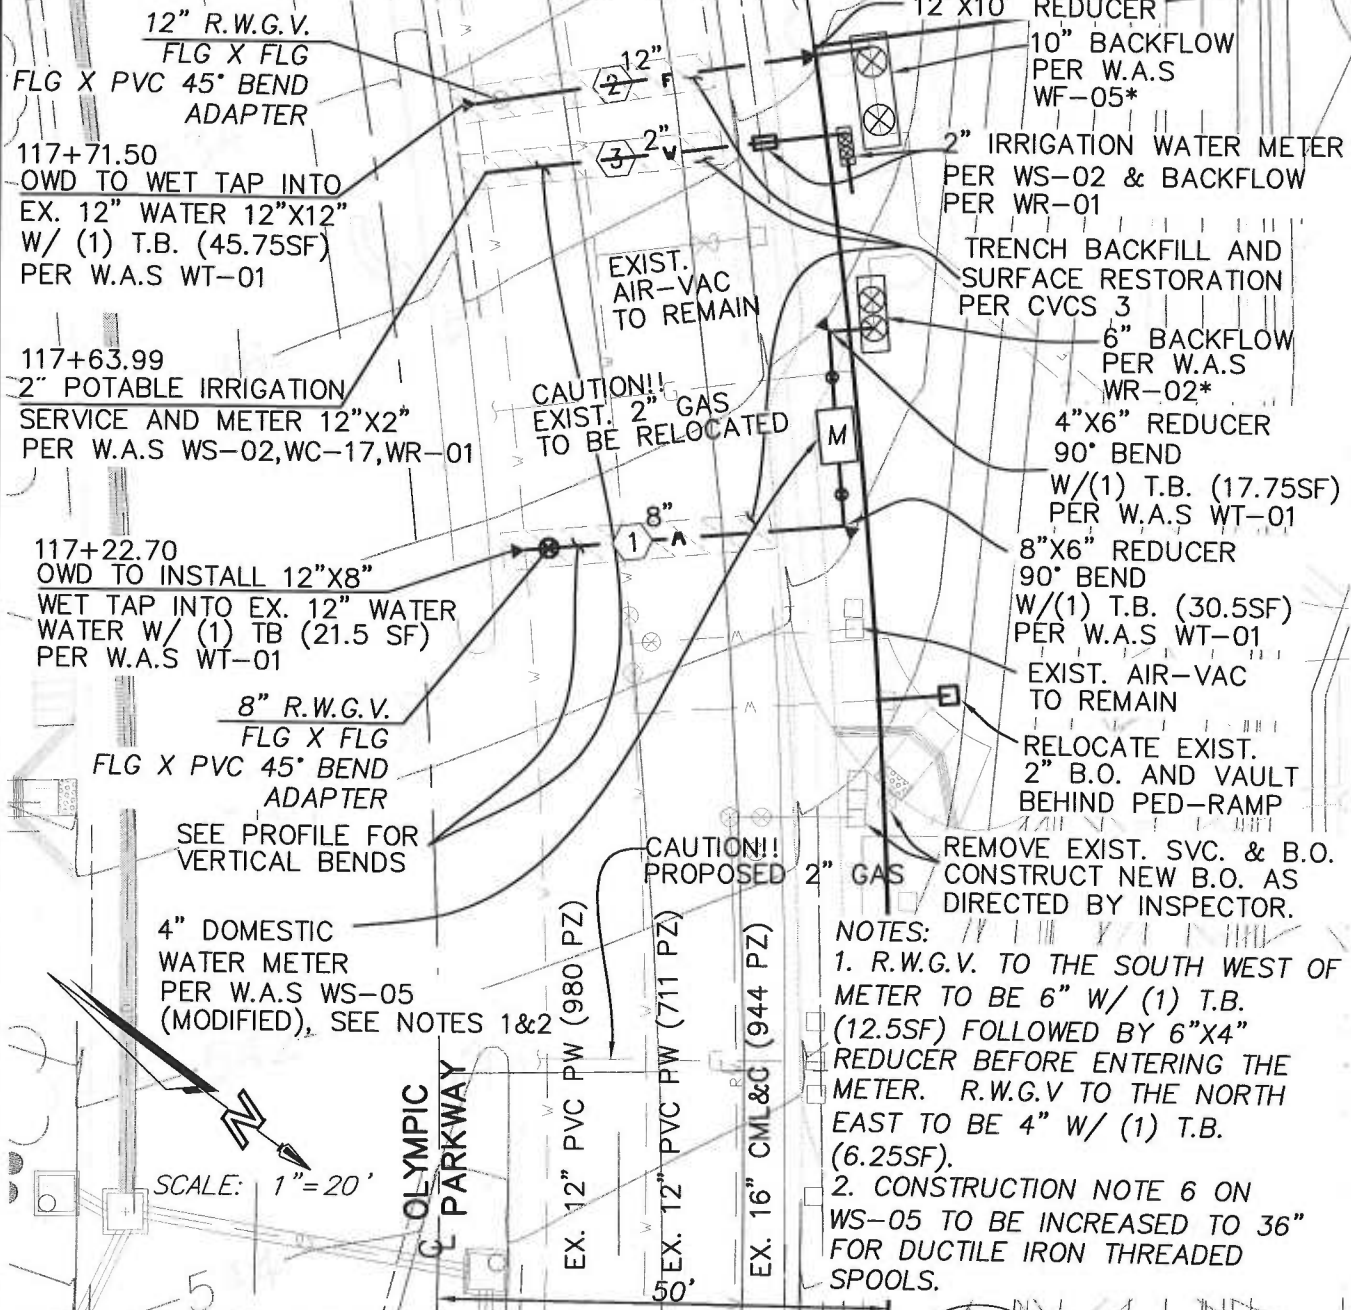 12" R.W.G.V.
FLG X FLG
FLG X PVC 45° BEND
ADAPTER
117+71.50
OWD TO WET TAP INTO
EX. 12" WATER 12"X12"
W/ (1) T.B. (45.75SF)
PER W.A.S WT-01
117+63.99
2" POTABLE IRRIGATION
SERVICE AND METER 12"X2"
PER W.A.S WS-02,WC-17,WR-01
117+22.70
OWD TO INSTALL 12"X8"
WET TAP INTO EX. 12" WATER
WATER W/ (1) TB (21.5 SF)
PER W.A.S WT-01
8" R.W.G.V.
FLG X FLG
FLG X PVC 45° BEND
ADAPTER
SEE PROFILE FOR
VERTICAL BENDS
4" DOMESTIC
WATER METER
PER W.A.S WS-05
(MODIFIED), SEE NOTES 1&2
N
SCALE: 1"=20'
12"
2 F
2"
3 W
EXIST.
AIR-VAC
TO REMAIN
CAUTION!!
EXIST. 2" GAS
TO BE RELOCATED
M
8"
1
CAUTION!!
PROPOSED 2" GAS
OLYMPIC
PARKWAY
EX. 12" PVC PW (980 PZ)
EX. 12" PVC RW (711 PZ)
EX. 16" CML&C (944 PZ)
50'
5
12"X10" REDUCER
10" BACKFLOW
PER W.A.S
WF-05*
2" IRRIGATION WATER METER
PER WS-02 & BACKFLOW
PER WR-01
TRENCH BACKFILL AND
SURFACE RESTORATION
PER CVCS 3
6" BACKFLOW
PER W.A.S
WR-02*
4"X6" REDUCER
90° BEND
W/(1) T.B. (17.75SF)
PER W.A.S WT-01
8"X6" REDUCER
90° BEND
W/(1) T.B. (30.5SF)
PER W.A.S WT-01
EXIST. AIR-VAC
TO REMAIN
RELOCATE EXIST.
2" B.O. AND VAULT
BEHIND PED-RAMP
REMOVE EXIST. SVC. & B.O.
CONSTRUCT NEW B.O. AS
DIRECTED BY INSPECTOR.
NOTES:
1. R.W.G.V. TO THE SOUTH WEST OF
METER TO BE 6" W/ (1) T.B.
(12.5SF) FOLLOWED BY 6"X4"
REDUCER BEFORE ENTERING THE
METER. R.W.G.V TO THE NORTH
EAST TO BE 4" W/ (1) T.B.
(6.25SF).
2. CONSTRUCTION NOTE 6 ON
WS-05 TO BE INCREASED TO 36"
FOR DUCTILE IRON THREADED
SPOOLS.